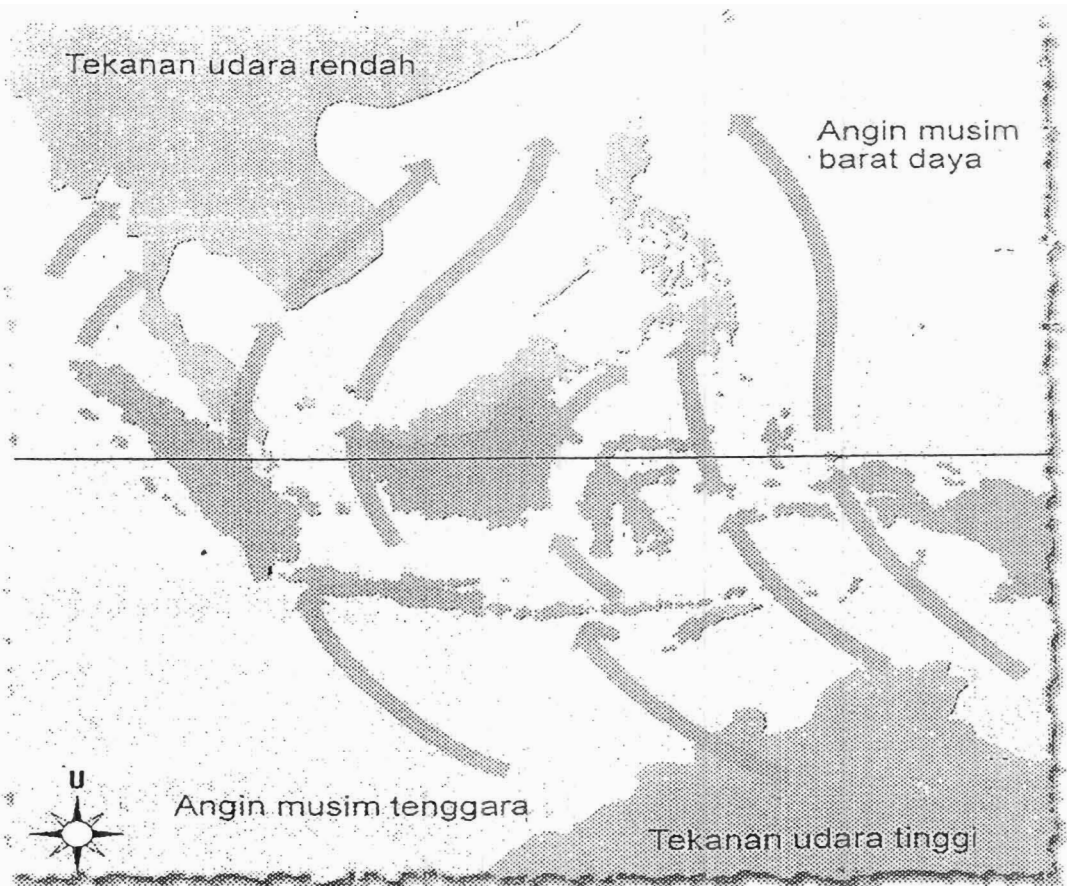 Tekanan udara rendah
Angin musim
barat daya
U
Angin musim tenggara
Tekanan udara tinggi